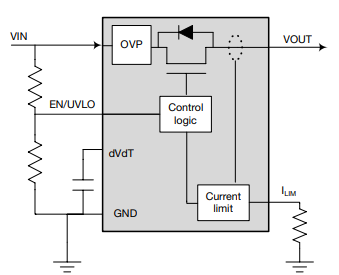 VIN
OVP
VOUT
EN/UVLO
Control
logic
dVdT
Current
limit
ILIM
GND